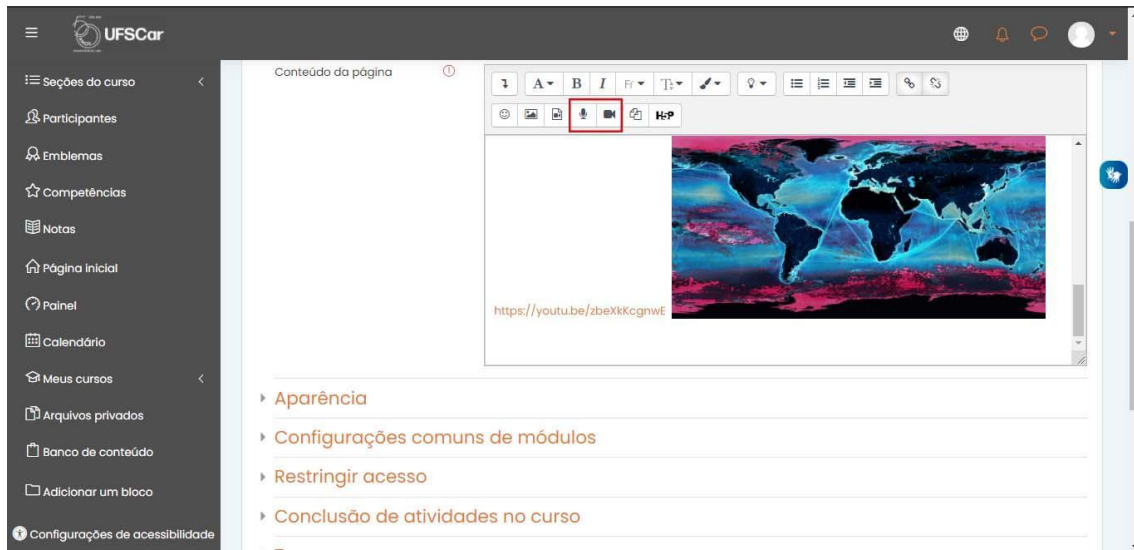 UFSCar
Seções do curso
Participantes
Emblemas
Competências
Notas
Página inicial
Painel
Calendário
Meus cursos
Arquivos privados
Banco de conteúdo
Adicionar um bloco
Configurações de acessibilidade
Conteúdo da página
A B I
H-P
https://youtu.be/zbeXkKcgnwE
Aparência
Configurações comuns de módulos
Restringir acesso
Conclusão de atividades no curso